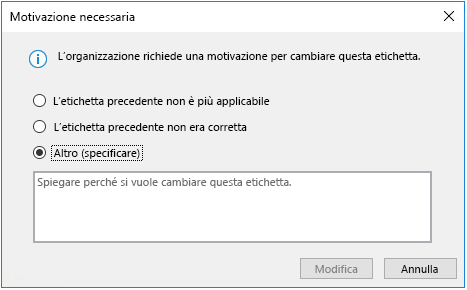 Motivazione necessaria
L'organizzazione richiede una motivazione per cambiare questa etichetta.
L'etichetta precedente non è più applicabile
L'etichetta precedente non era corretta
Altro (specificare)
Spiegare perché si vuole cambiare questa etichetta.
Modifica
Annulla